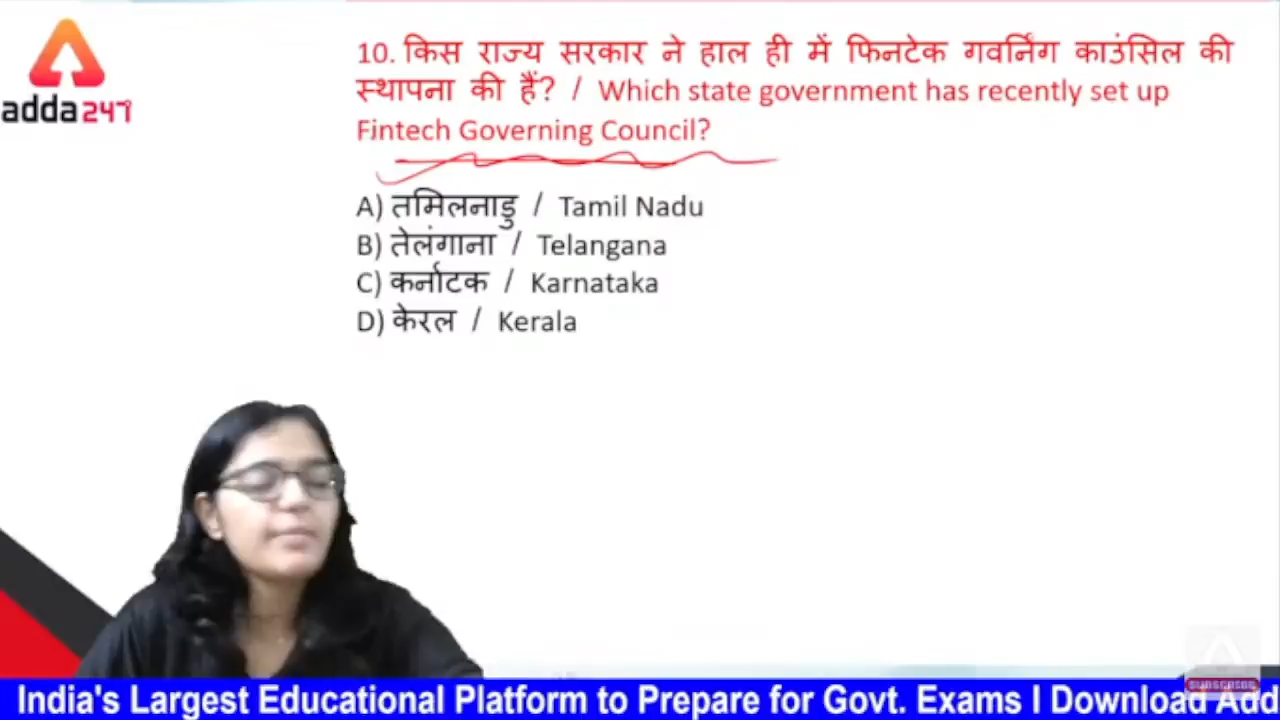 adda247
10. किस राज्य सरकार ने हाल ही में फिनटेक गवर्निंग काउंसिल की
स्थापना की हैं? / Which state government has recently set up
Fintech Governing Council?
A) तमिलनाडु / Tamil Nadu
B) तेलंगाना / Telangana
C) कर्नाटक / Karnataka
D) केरल / Kerala
SUBSCRIBE
India's Largest Educational Platform to Prepare for Govt. Exams I Download Add